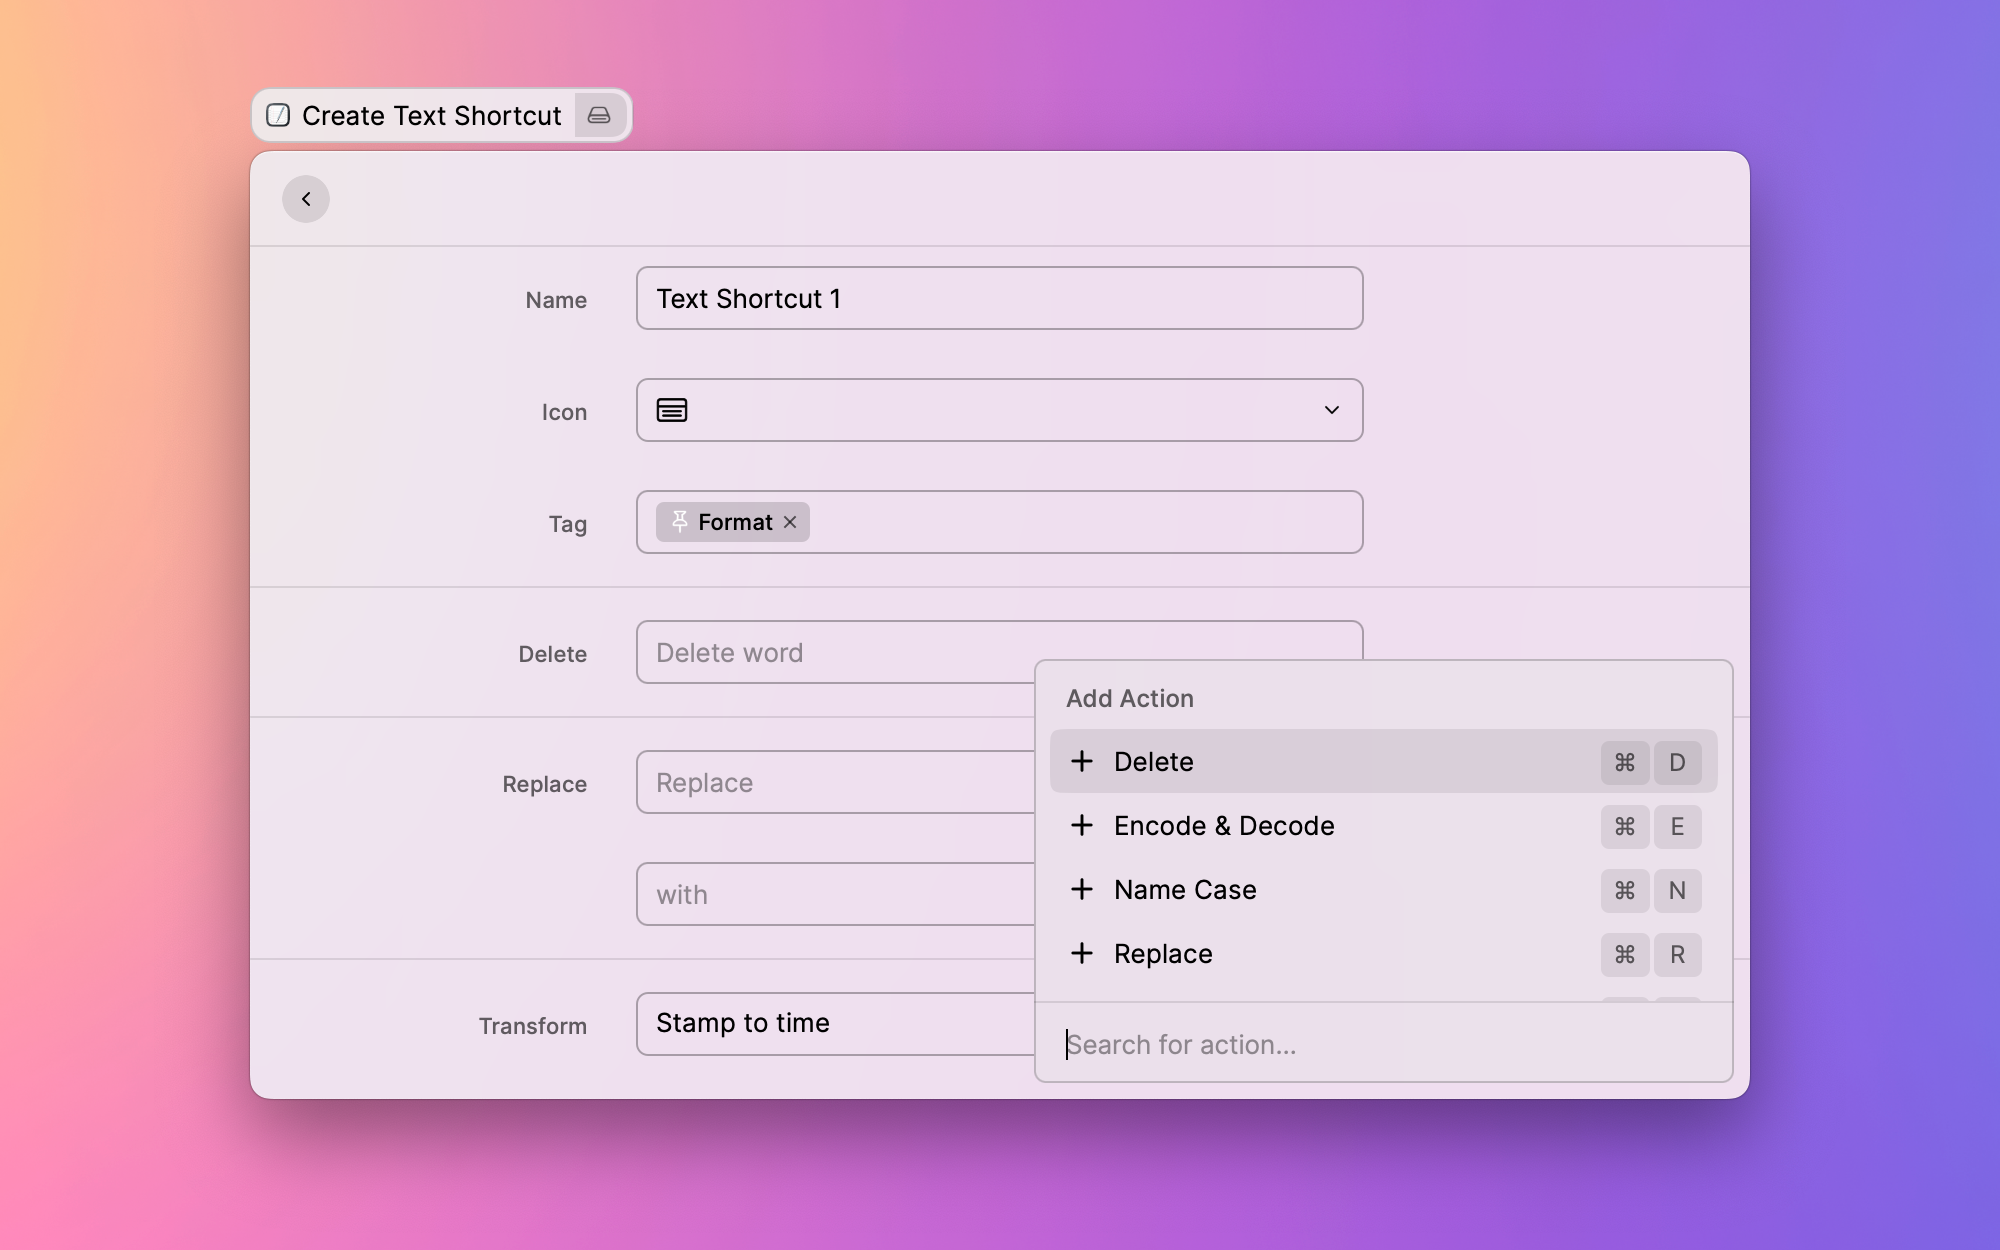 Create Text Shortcut
Name
Text Shortcut 1
Icon
Tag
Format
Delete
Delete word
Replace
Replace
with
Transform
Stamp to time
Add Action
Delete ⌘ D
Encode & Decode ⌘ E
Name Case ⌘ N
Replace ⌘ R
Search for action...